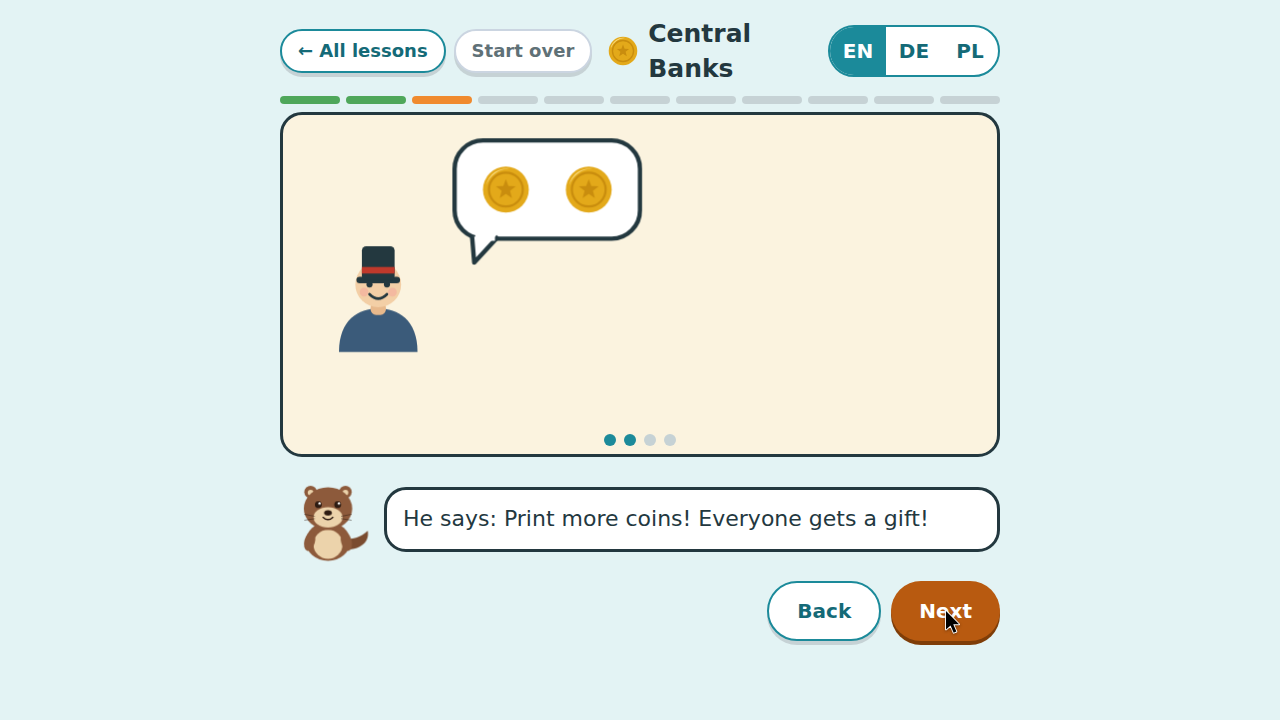 ← All lessons
Start over
Central
Banks
EN
DE
PL
He says: Print more coins! Everyone gets a gift!
Back
Next